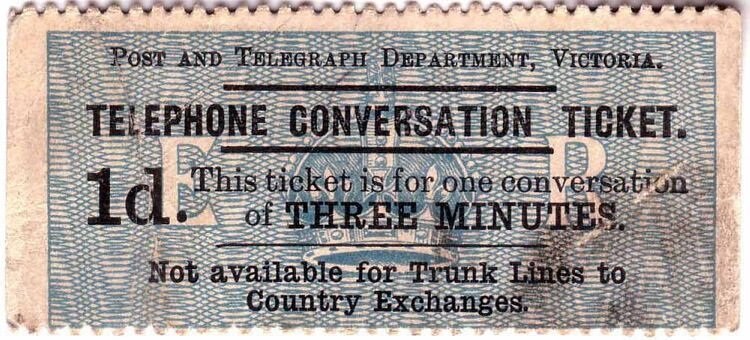 POST AND TELEGRAPH DEPARTMENT, VICTORIA.
TELEPHONE CONVERSATION TICKET.
E R
1d. This ticket is for one conversation
of THREE MINUTES.
Not available for Trunk Lines to
Country Exchanges.